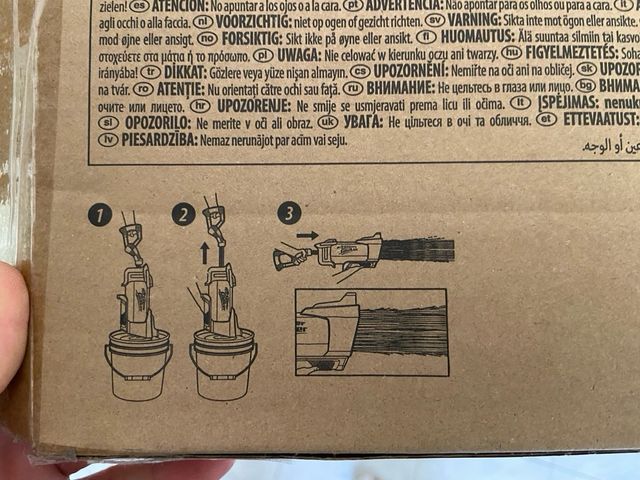 zielen! es ATENCIÓN: No apuntar a los ojos o a la cara. pt ADVERTENCIA: Não apontar para os olhos ou para a cara. it
agli occhi o alla faccia. nl VOORZICHTIG: niet op ogen of gezicht richten. sv VARNING: Sikta inte mot ögon eller ansikte.
mod øjne eller ansigt. no FORSIKTIG: Sikt ikke på øyne eller ansikt. fi HUOMAUTUS: Älä suuntaa silmiin tai kasvo
στοχεύετε στα μάτια ή το πρόσωπο. pl UWAGA: Nie celować w kierunku oczu ani twarzy. hu FIGYELMEZTETÉS: Soha
irányába! tr DİKKAT: Gözlere veya yüze nişan almayın. cs UPOZORNĚNÍ: Nemiřte na oči ani na obličej. sk UPOZO
na tvár. ro ATENȚIE: Nu orientați către ochi sau față. ru ВНИМАНИЕ: Не цельтесь в глаза или лицо. bg ВНИМА
очите или лицето. hr UPOZORENJE: Ne smije se usmjeravati prema licu ili očima. lt ĮSPĖJIMAS: nenuk
sl OPOZORILO: Ne merite v oči ali obraz. uk УВАГА: Не цільтеся в очі та обличчя. et ETTEVAATUST:
lv PIESARDZĪBA: Nemaz nerunājot par acīm vai seju. عين أو الوجه.
1 2 3